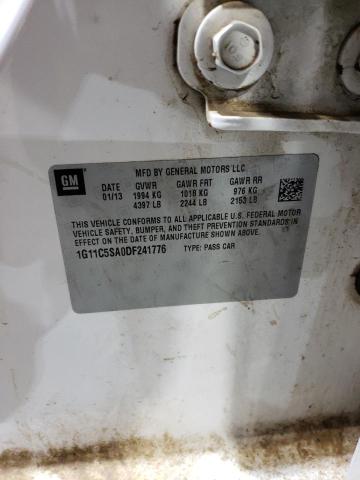 MFD BY GENERAL MOTORS LLC
GM
DATE GVWR GAWR FRT GAWR RR
01/13 1994 KG 1018 KG 976 KG
4397 LB 2244 LB 2153 LB
THIS VEHICLE CONFORMS TO ALL APPLICABLE U.S. FEDERAL MOTOR
VEHICLE SAFETY, BUMPER, AND THEFT PREVENTION STANDARDS IN
EFFECT ON THE DATE OF MANUFACTURE SHOWN ABOVE.
1G11C5SA0DF241776 TYPE: PASS CAR